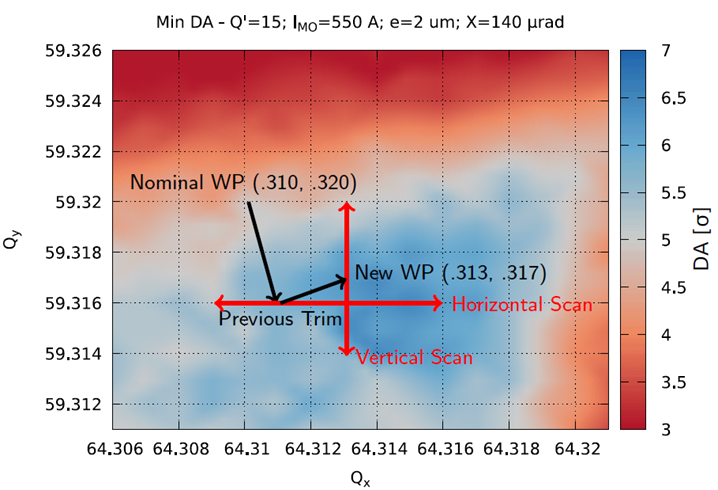 Min DA - Q'=15; I_MO=550 A; e=2 um; X=140 μrad
59.326
59.324
59.322
59.32
59.318
59.316
59.314
59.312
Q_y
Nominal WP (.310, .320)
New WP (.313, .317)
Horizontal Scan
Previous Trim
Vertical Scan
64.306 64.308 64.31 64.312 64.314 64.316 64.318 64.32
Q_x
7
6.5
6
5.5
5
4.5
4
3.5
3
DA [σ]